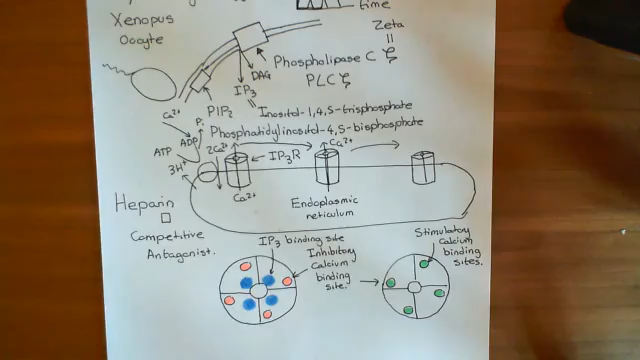 Xenopus
Oocyte
time
Zeta
=
Phospholipase C ζ
PLC ζ
DAG
IP3
=
PIP2
Inositol-1,4,5-trisphosphate
Phosphatidylinositol-4,5-bisphosphate
Ca2+
Pi
ADP
ATP
3H+
2Ca2+
Ca2+
IP3R
Ca2+
Endoplasmic
reticulum
Heparin
Competitive
Antagonist.
IP3 binding site
Inhibitory
Calcium
binding
site.
Stimulatory
Calcium
binding
sites.